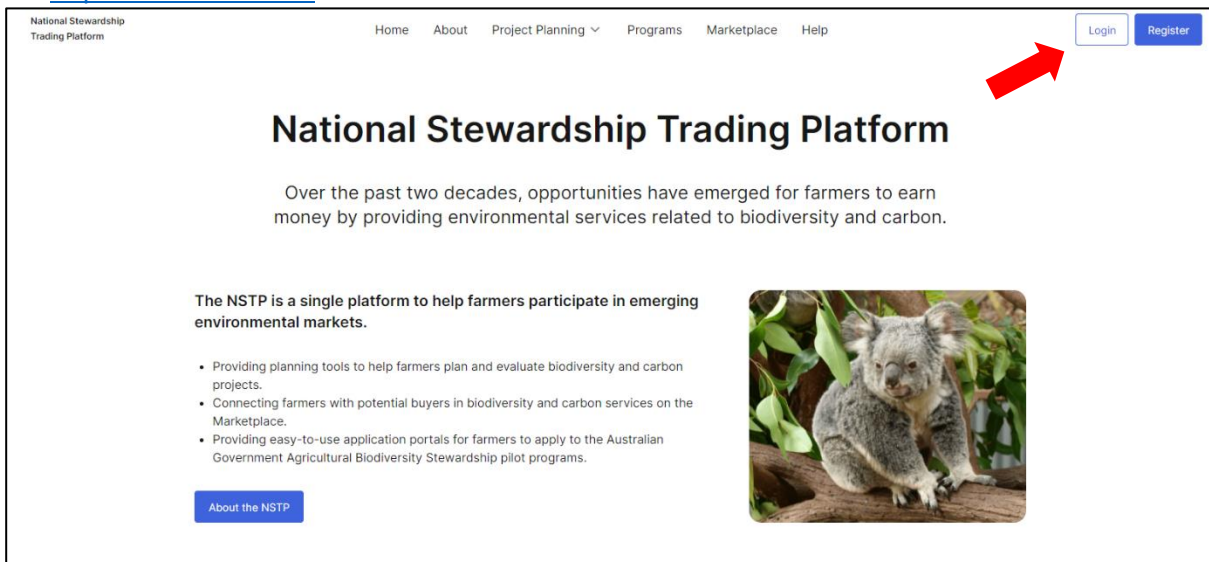 National Stewardship
Trading Platform
Home About Project Planning Programs Marketplace Help
Login Register
National Stewardship Trading Platform
Over the past two decades, opportunities have emerged for farmers to earn
money by providing environmental services related to biodiversity and carbon.
The NSTP is a single platform to help farmers participate in emerging
environmental markets.
• Providing planning tools to help farmers plan and evaluate biodiversity and carbon
projects.
• Connecting farmers with potential buyers in biodiversity and carbon services on the
Marketplace.
• Providing easy-to-use application portals for farmers to apply to the Australian
Government Agricultural Biodiversity Stewardship pilot programs.
About the NSTP